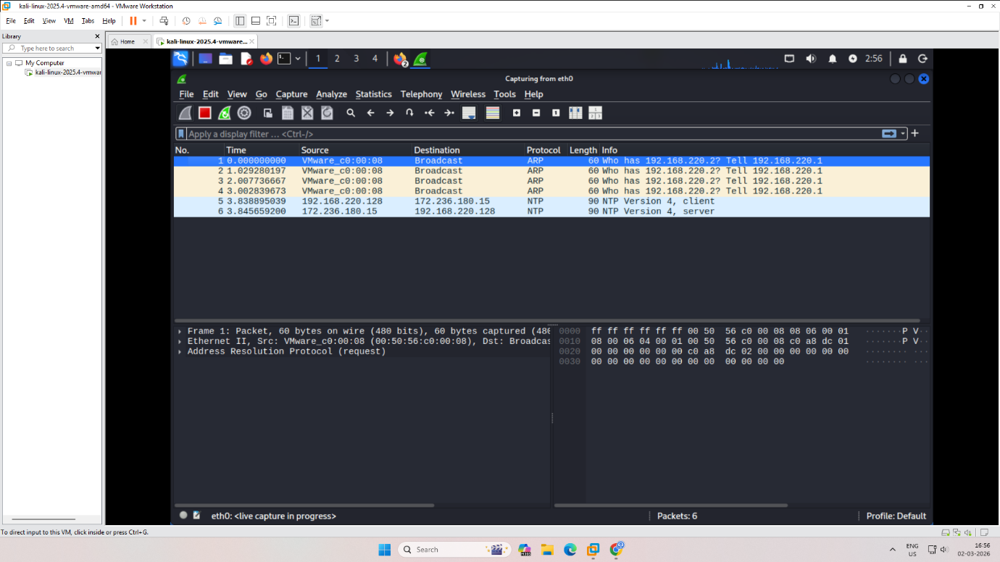 kali-linux-2025.4-vmware-amd64 - VMware Workstation
File Edit View VM Tabs Help
Library
Type here to search
My Computer
kali-linux-2025.4-vmwar
Home
kali-linux-2025.4-vmware...
1 2 3 4
2
2:56
Capturing from eth0
File Edit View Go Capture Analyze Statistics Telephony Wireless Tools Help
Apply a display filter ... <Ctrl-/>
No. Time Source Destination Protocol Length Info
1 0.000000000 VMware_c0:00:08 Broadcast ARP 60 Who has 192.168.220.2? Tell 192.168.220.1
2 1.029280197 VMware_c0:00:08 Broadcast ARP 60 Who has 192.168.220.2? Tell 192.168.220.1
3 2.007736667 VMware_c0:00:08 Broadcast ARP 60 Who has 192.168.220.2? Tell 192.168.220.1
4 3.002839673 VMware_c0:00:08 Broadcast ARP 60 Who has 192.168.220.2? Tell 192.168.220.1
5 3.838895039 192.168.220.128 172.236.180.15 NTP 90 NTP Version 4, client
6 3.845659200 172.236.180.15 192.168.220.128 NTP 90 NTP Version 4, server
Frame 1: Packet, 60 bytes on wire (480 bits), 60 bytes captured (480
Ethernet II, Src: VMware_c0:00:08 (00:50:56:c0:00:08), Dst: Broadcas
Address Resolution Protocol (request)
0000 ff ff ff ff ff ff 00 50 56 c0 00 08 08 06 00 01 ·······P V··
0010 08 00 06 04 00 01 00 50 56 c0 00 08 c0 a8 dc 01 ·······P V···
0020 00 00 00 00 00 00 c0 a8 dc 02 00 00 00 00 00 00 ········ ···
0030 00 00 00 00 00 00 00 00 00 00 00 00 ········ ···
eth0: <live capture in progress>
Packets: 6
Profile: Default
To direct input to this VM, click inside or press Ctrl+G.
Search
ENG
US
16:56
02-03-2026